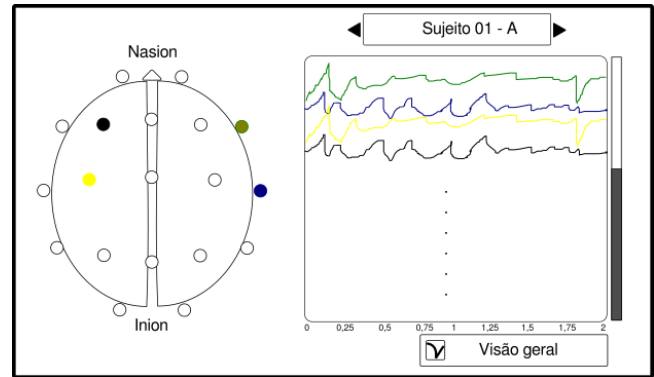 Sujeito 01 - A
Nasion
Inion
0 0,25 0,5 0,75 1 1,25 1,5 1,75 2
Visão geral